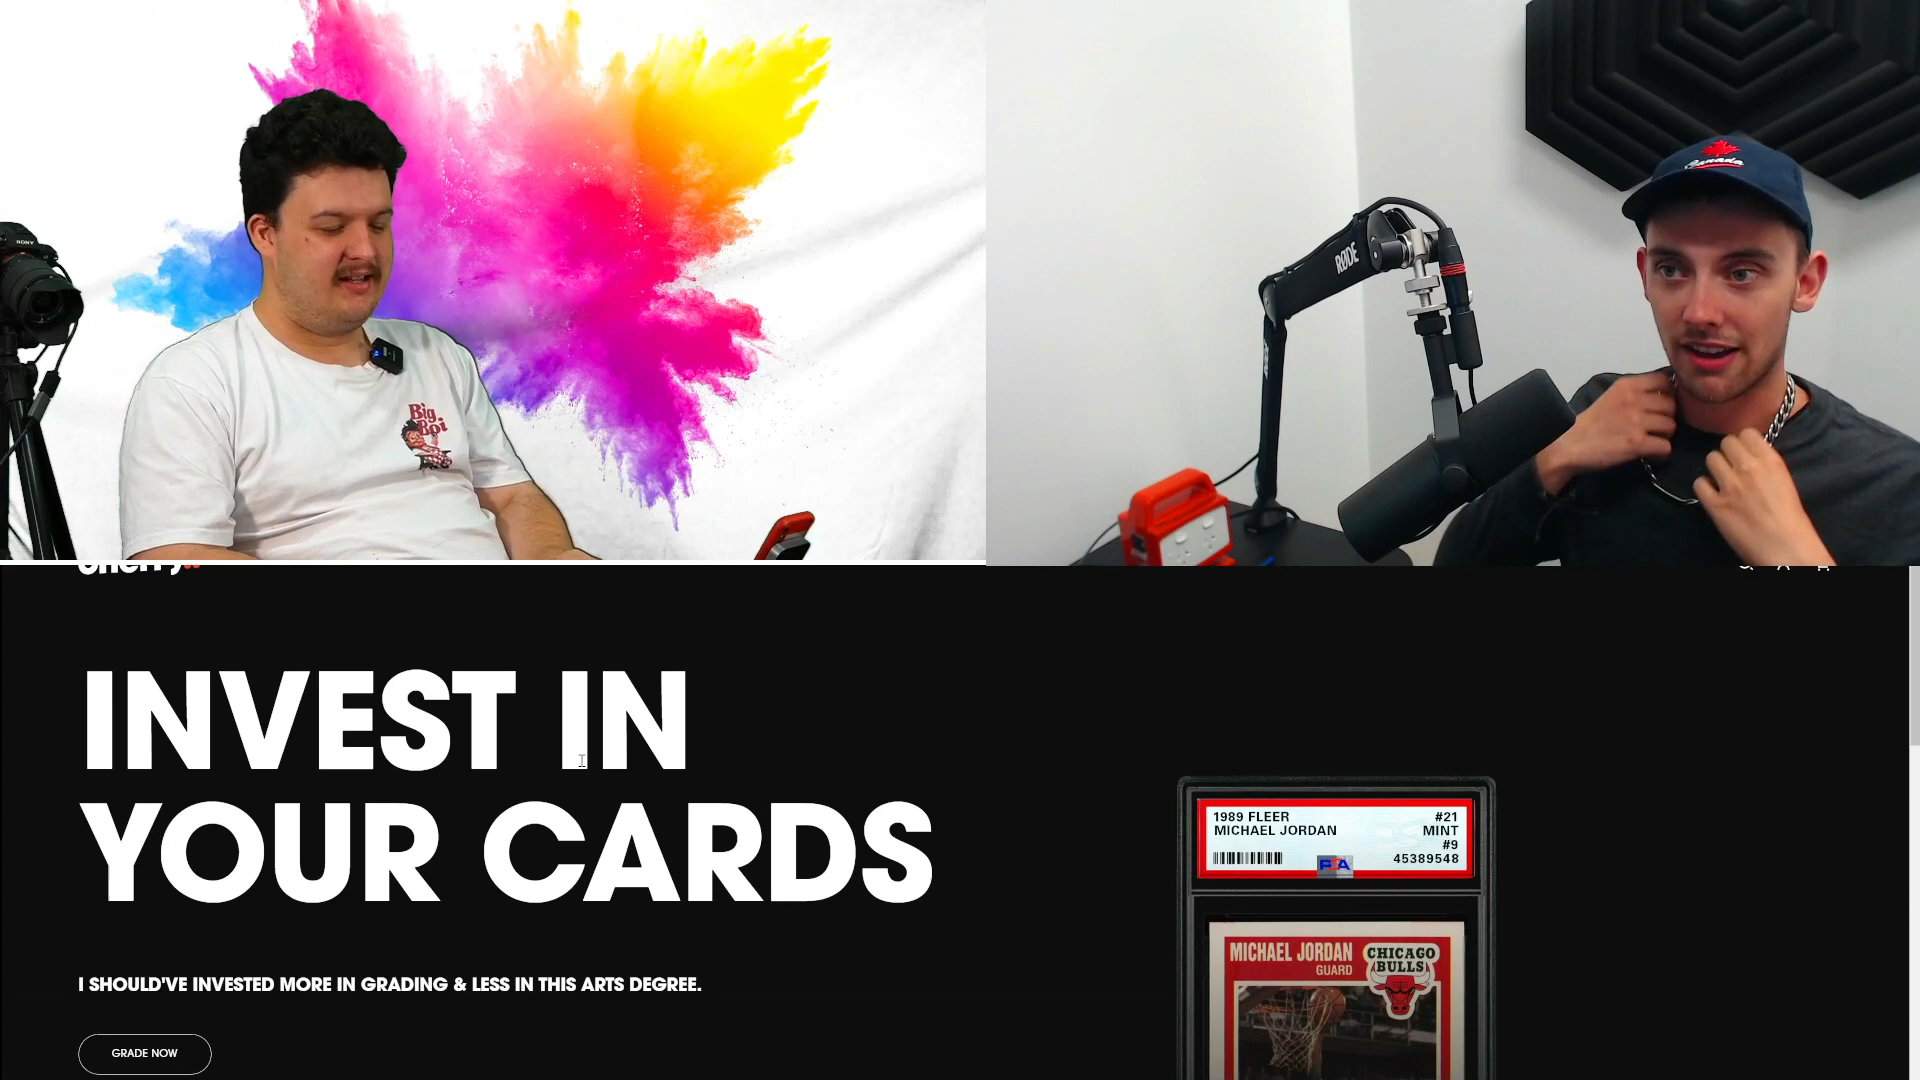 SONY
Canada
RØDE
Big
Boi
INVEST IN
YOUR CARDS
I SHOULD'VE INVESTED MORE IN GRADING & LESS IN THIS ARTS DEGREE.
GRADE NOW
1989 FLEER #21
MICHAEL JORDAN MINT
#9
PSA 45389548
MICHAEL JORDAN
GUARD
CHICAGO
BULLS